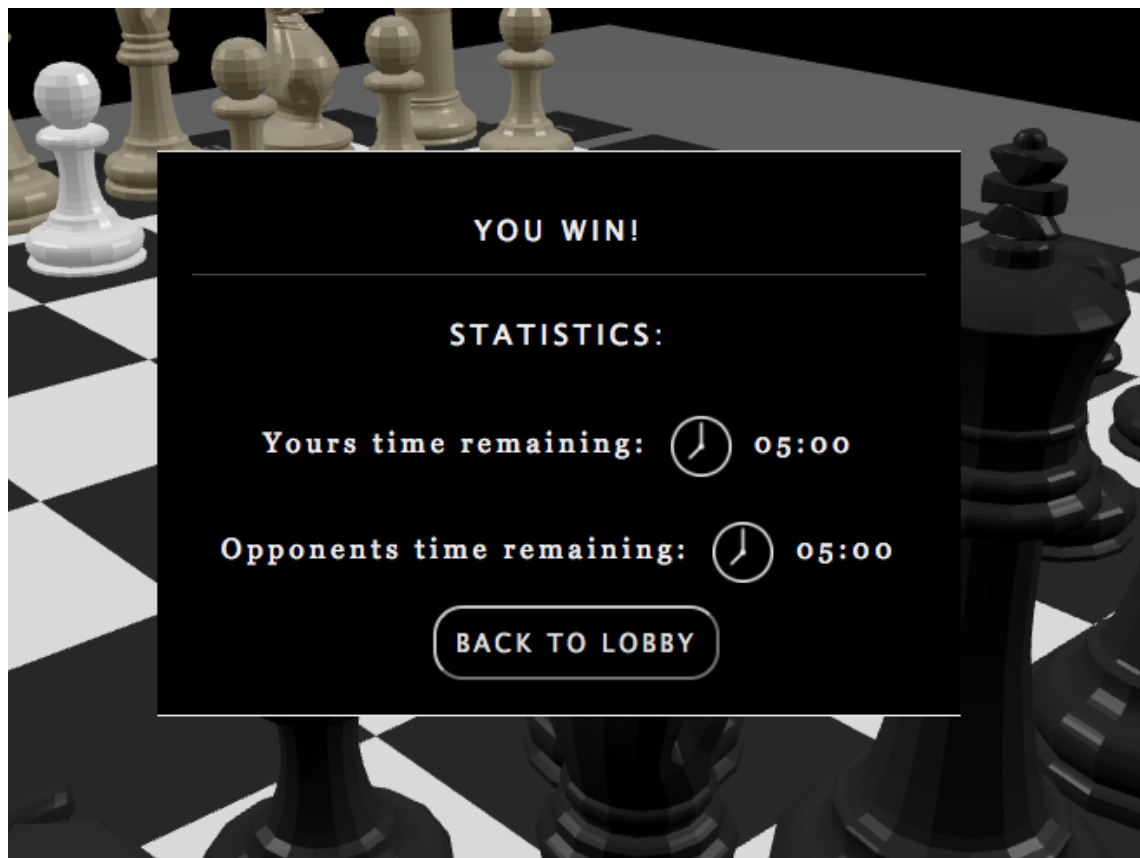 YOU WIN!
STATISTICS:
Yours time remaining: 05:00
Opponents time remaining: 05:00
BACK TO LOBBY